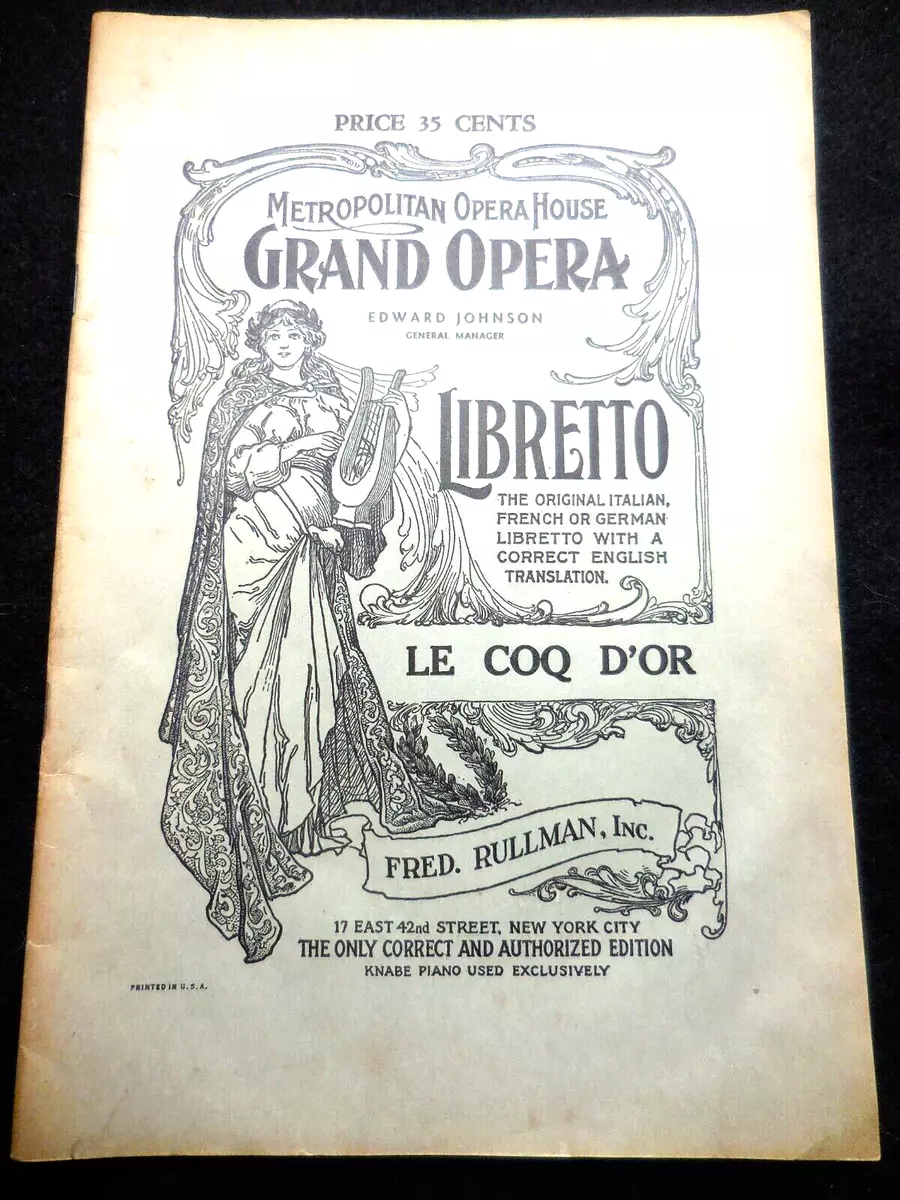 PRICE 35 CENTS
METROPOLITAN OPERA HOUSE
GRAND OPERA
EDWARD JOHNSON
GENERAL MANAGER
LIBRETTO
THE ORIGINAL ITALIAN,
FRENCH OR GERMAN
LIBRETTO WITH A
CORRECT ENGLISH
TRANSLATION.
LE COQ D'OR
FRED. RULLMAN, INC.
17 EAST 42nd STREET, NEW YORK CITY
THE ONLY CORRECT AND AUTHORIZED EDITION
KNABE PIANO USED EXCLUSIVELY
PRINTED IN U.S.A.